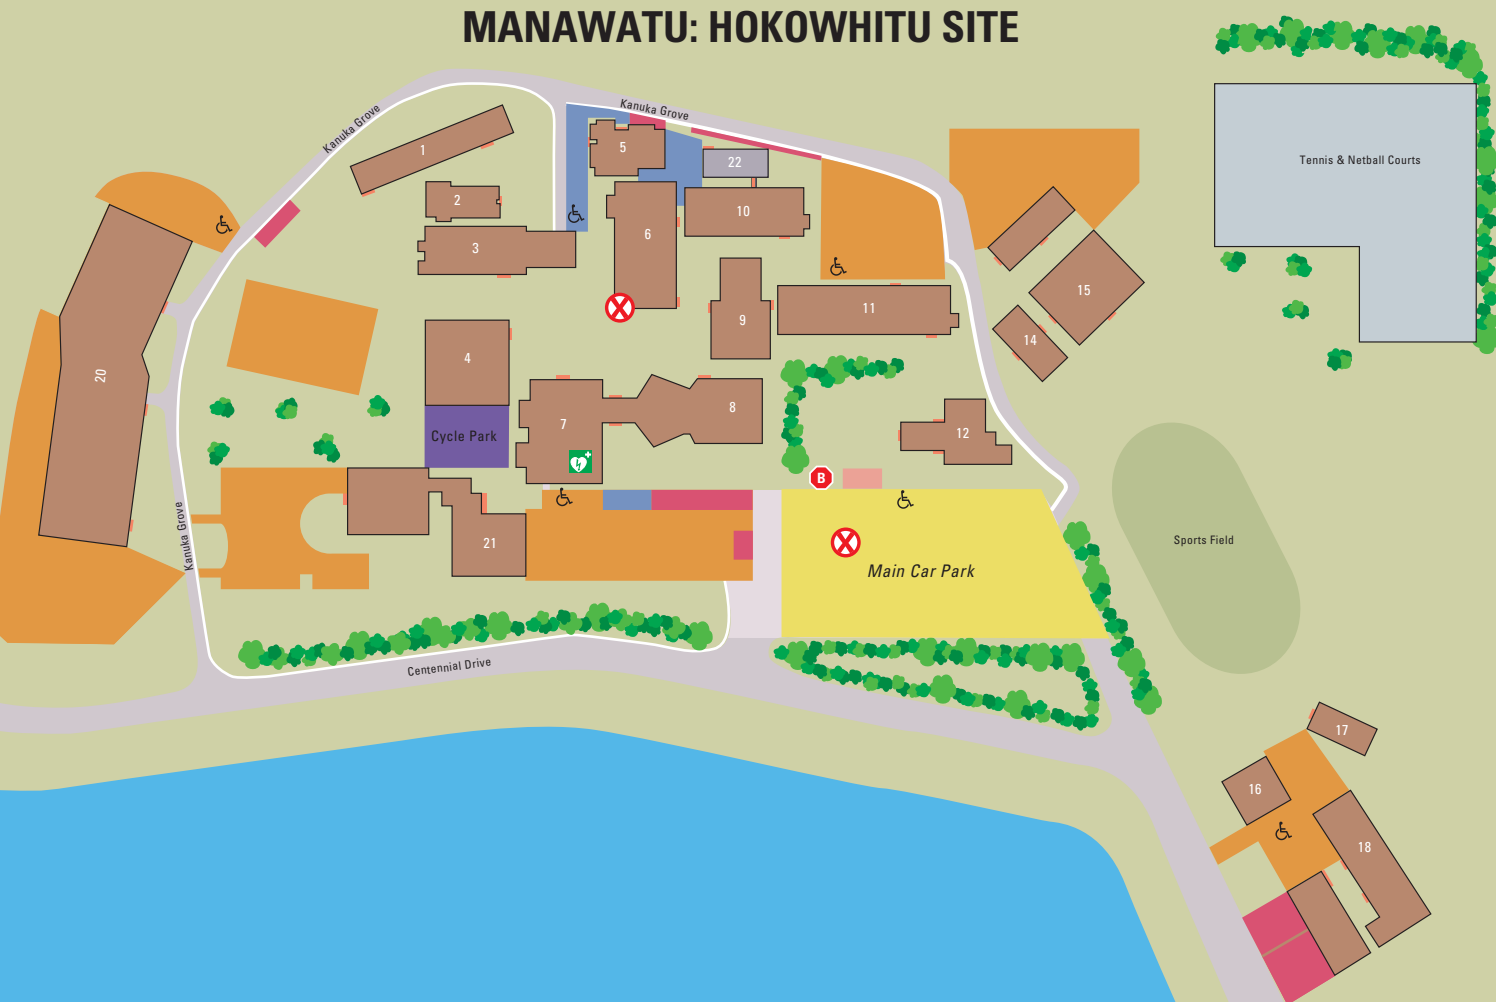 MANAWATU: HOKOWHITU SITE
Kanuka Grove
Kanuka Grove
1
5
22
Tennis & Netball Courts
2
10
6
3
15
9
11
14
4
20
8
7
Cycle Park
12
B
Kanuka Grove
21
Main Car Park
Sports Field
Centennial Drive
17
16
18